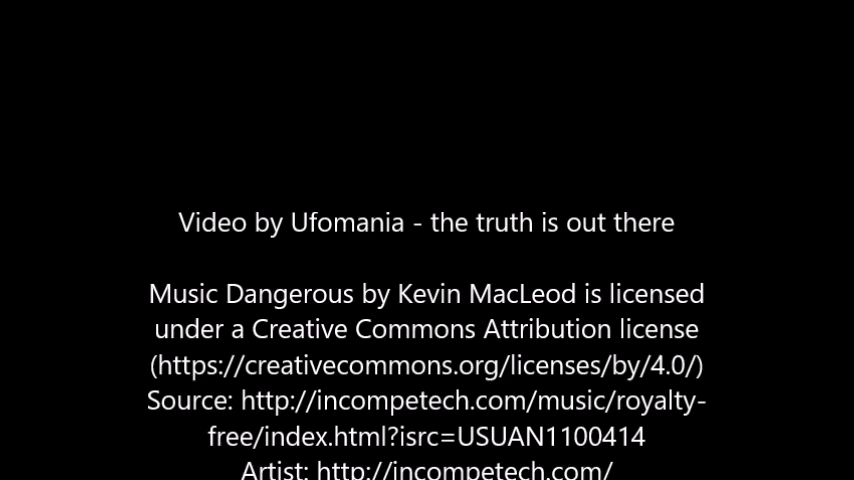 Video by Ufomania - the truth is out there
Music Dangerous by Kevin MacLeod is licensed
under a Creative Commons Attribution license
(https://creativecommons.org/licenses/by/4.0/)
Source: http://incompetech.com/music/royalty-
free/index.html?isrc=USUAN1100414
Artist: http://incompetech.com/